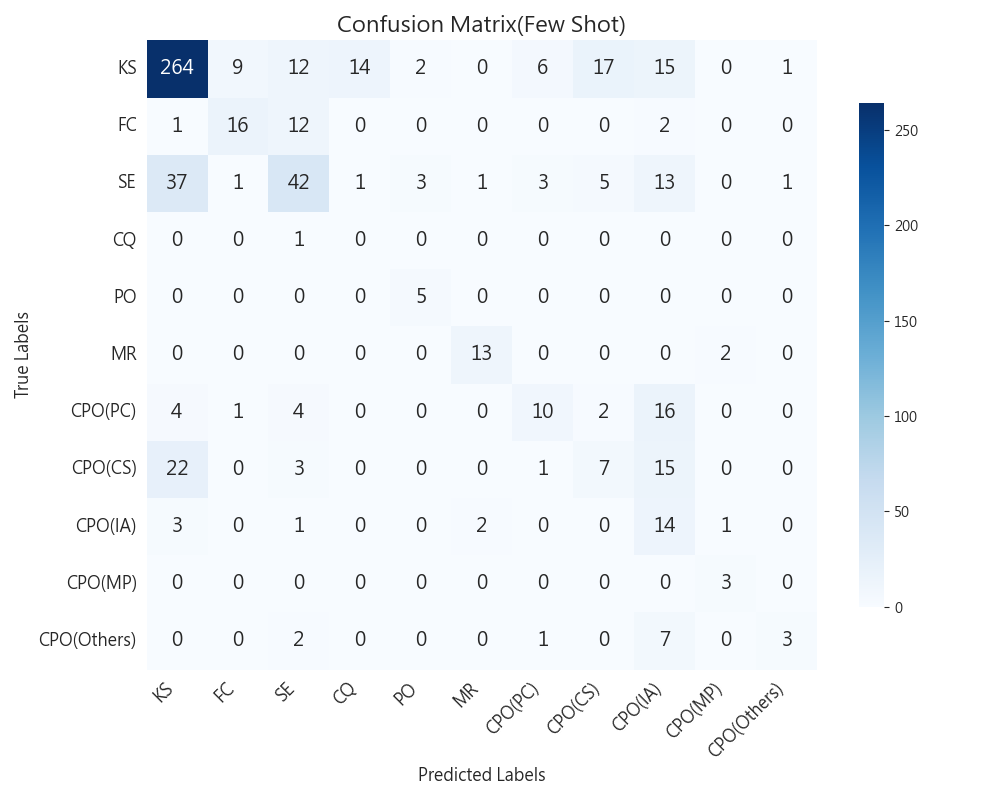 Confusion Matrix(Few Shot)
KS 264 9 12 14 2 0 6 17 15 0 1
FC 1 16 12 0 0 0 0 0 2 0 0
SE 37 1 42 1 3 1 3 5 13 0 1
CQ 0 0 1 0 0 0 0 0 0 0 0
PO 0 0 0 0 5 0 0 0 0 0 0
MR 0 0 0 0 0 13 0 0 0 2 0
CPO(PC) 4 1 4 0 0 0 10 2 16 0 0
CPO(CS) 22 0 3 0 0 0 1 7 15 0 0
CPO(IA) 3 0 1 0 0 2 0 0 14 1 0
CPO(MP) 0 0 0 0 0 0 0 0 0 3 0
CPO(Others) 0 0 2 0 0 0 1 0 7 0 3
KS FC SE CQ PO MR CPO(PC) CPO(CS) CPO(IA) CPO(MP) CPO(Others)
Predicted Labels
True Labels
250
200
150
100
50
0